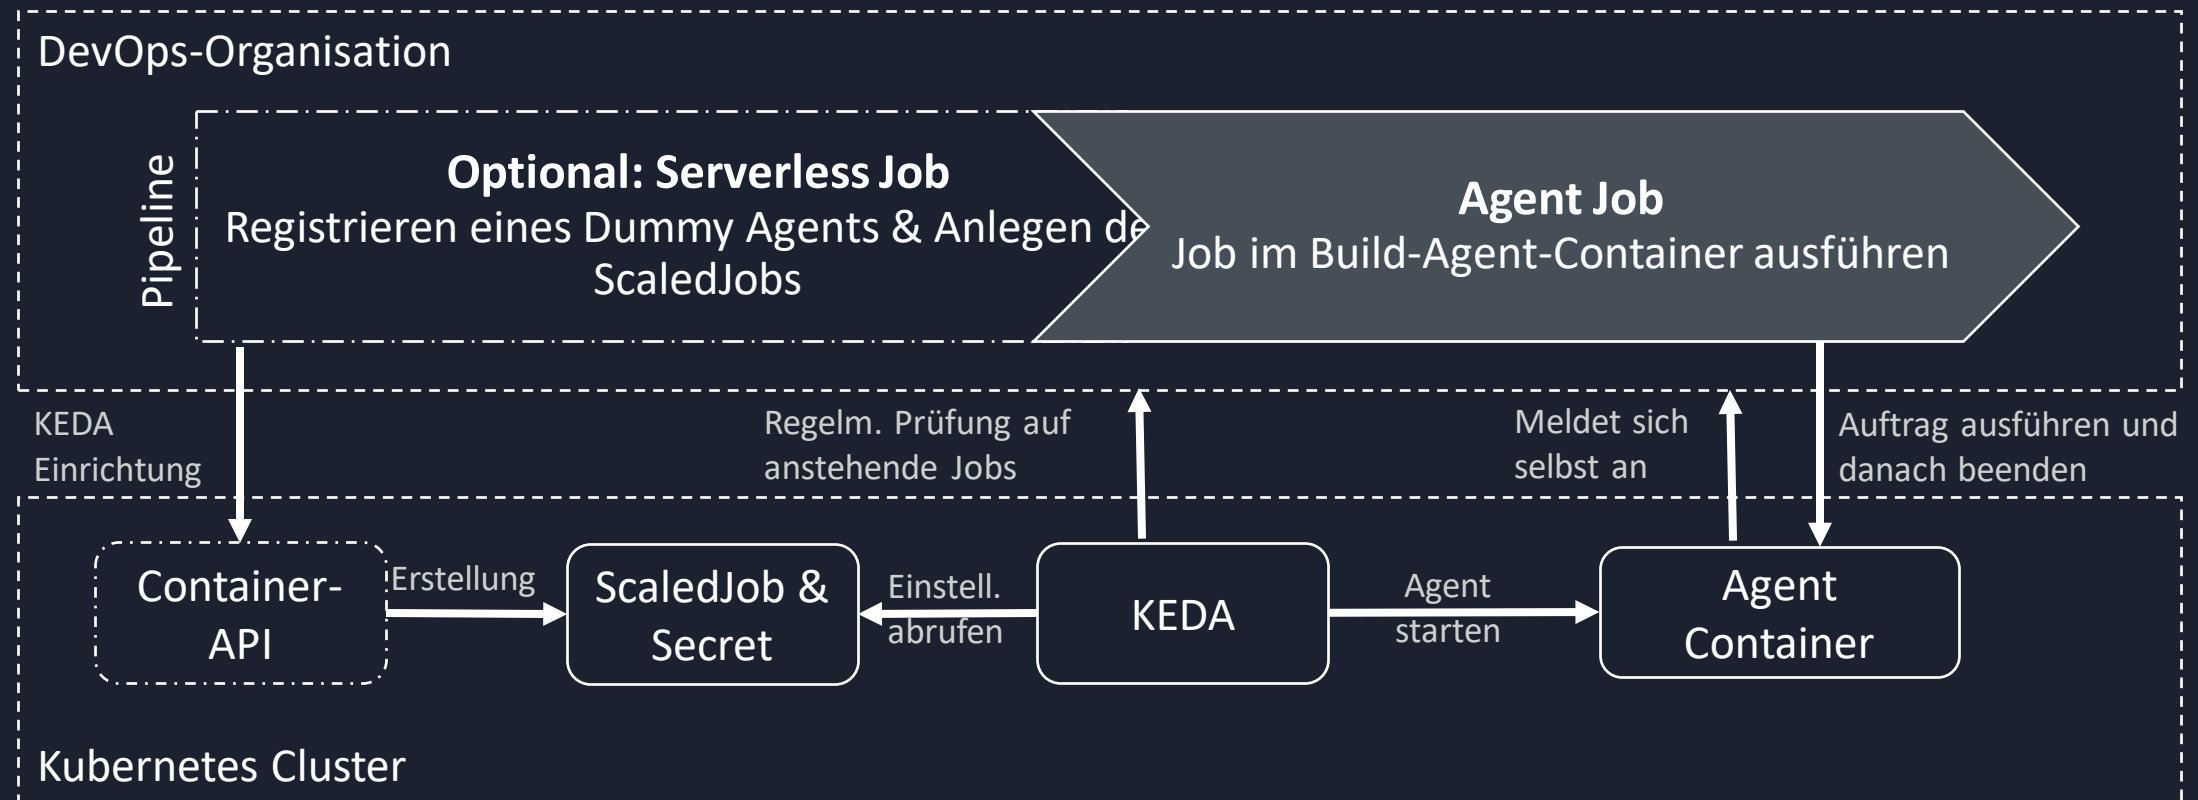 DevOps-Organisation
Pipeline
Optional: Serverless Job
Registrieren eines Dummy Agents & Anlegen de
ScaledJobs
Agent Job
Job im Build-Agent-Container ausführen
KEDA
Einrichtung
Regelm. Prüfung auf
anstehende Jobs
Meldet sich
selbst an
Auftrag ausführen und
danach beenden
Container-
API
Erstellung
ScaledJob &
Secret
Einstell.
abrufen
KEDA
Agent
starten
Agent
Container
Kubernetes Cluster